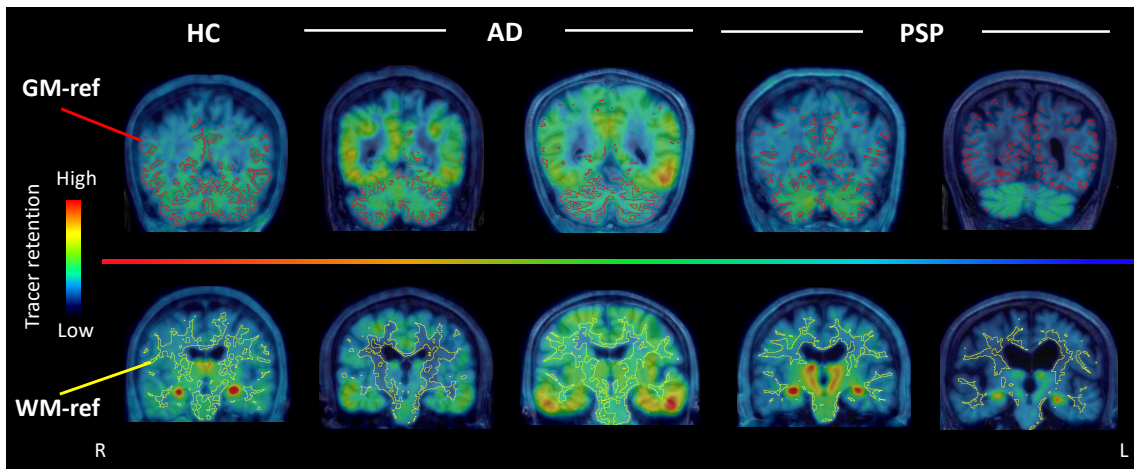 HC
AD
PSP
GM-ref
High
Tracer retention
Low
WM-ref
R
L